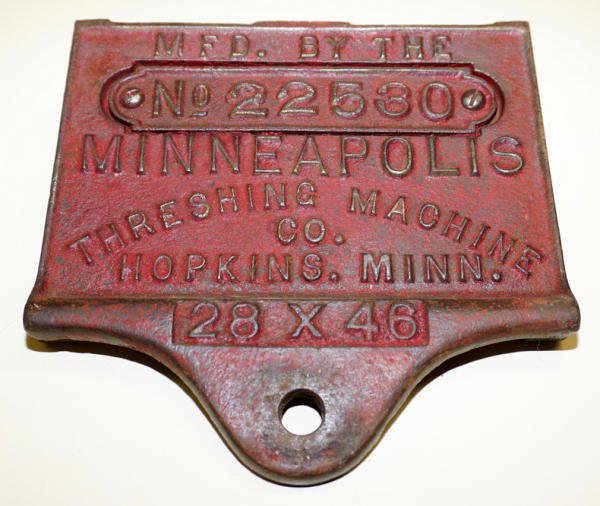 MFD. BY THE
No 22530
MINNEAPOLIS
THRESHING MACHINE
CO.
HOPKINS, MINN.
28 X 46